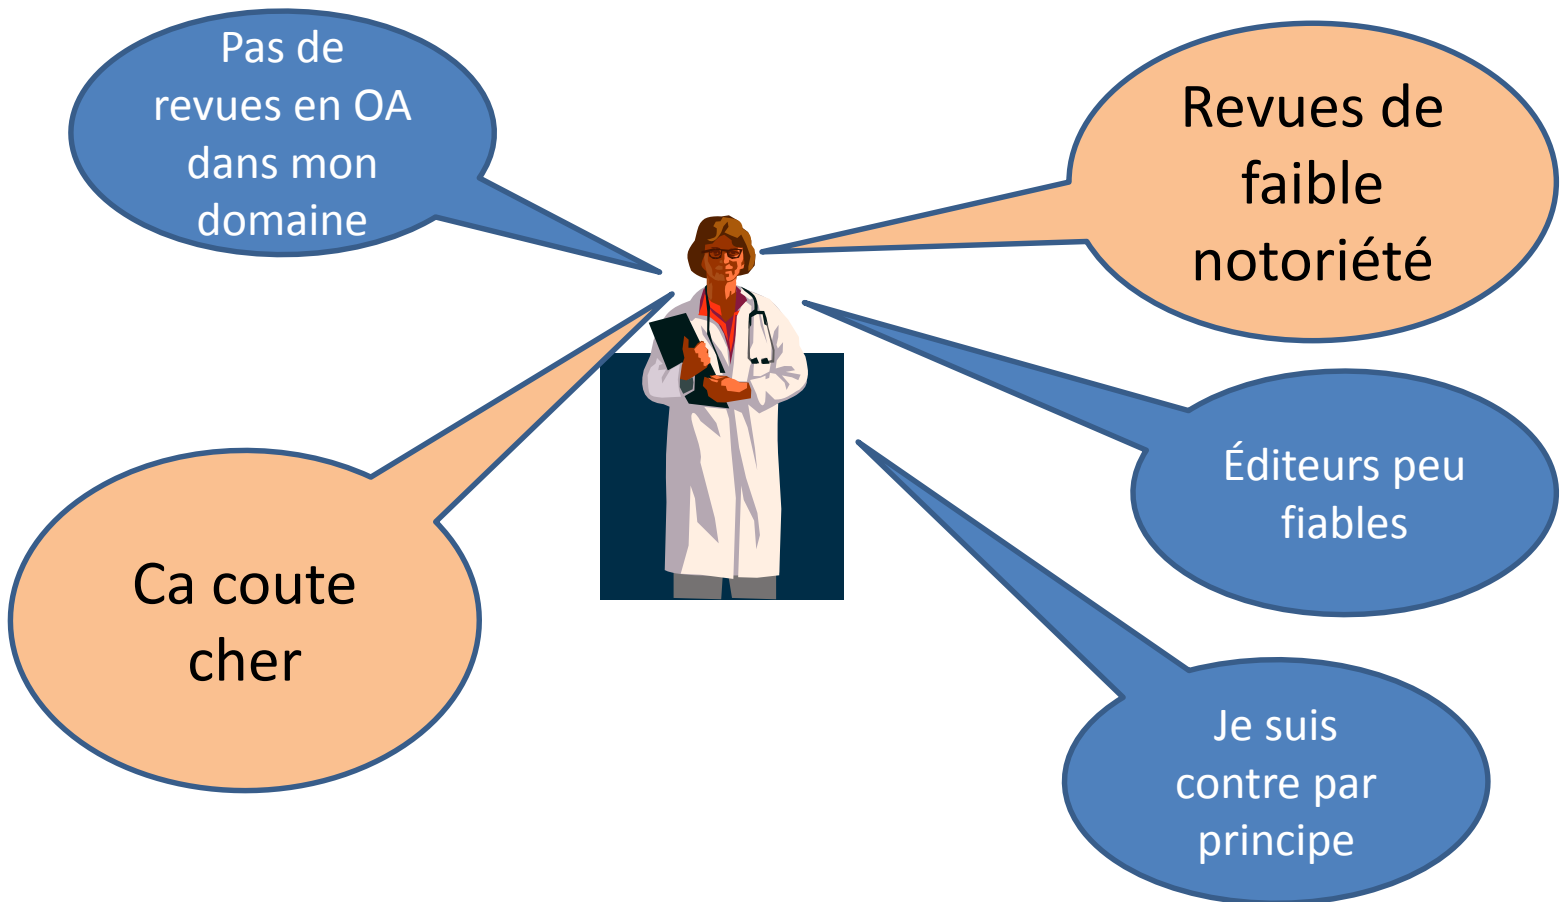 Pas de
revues en OA
dans mon
domaine
Revues de
faible
notoriété
Ca coute
cher
Éditeurs peu
fiables
Je suis
contre par
principe